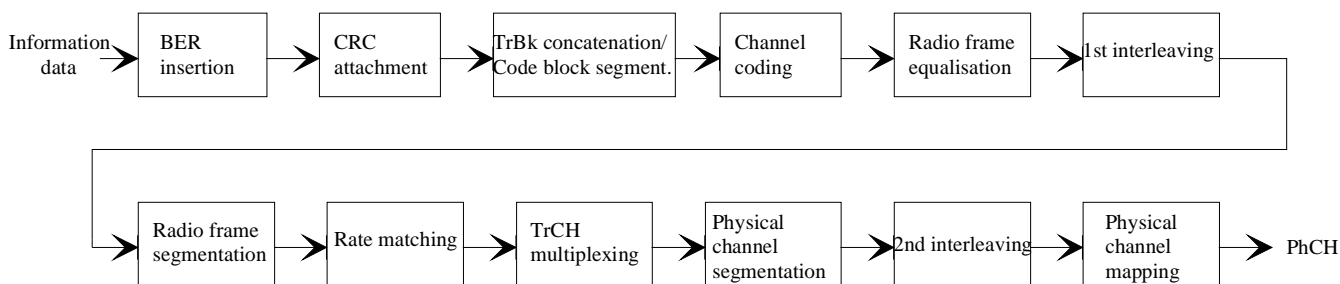 Information
data
BER
insertion
CRC
attachment
TrBk concatenation/
Code block segment.
Channel
coding
Radio frame
equalisation
1st interleaving
Radio frame
segmentation
Rate matching
TrCH
multiplexing
Physical
channel
segmentation
2nd interleaving
Physical
channel
mapping
PhCH